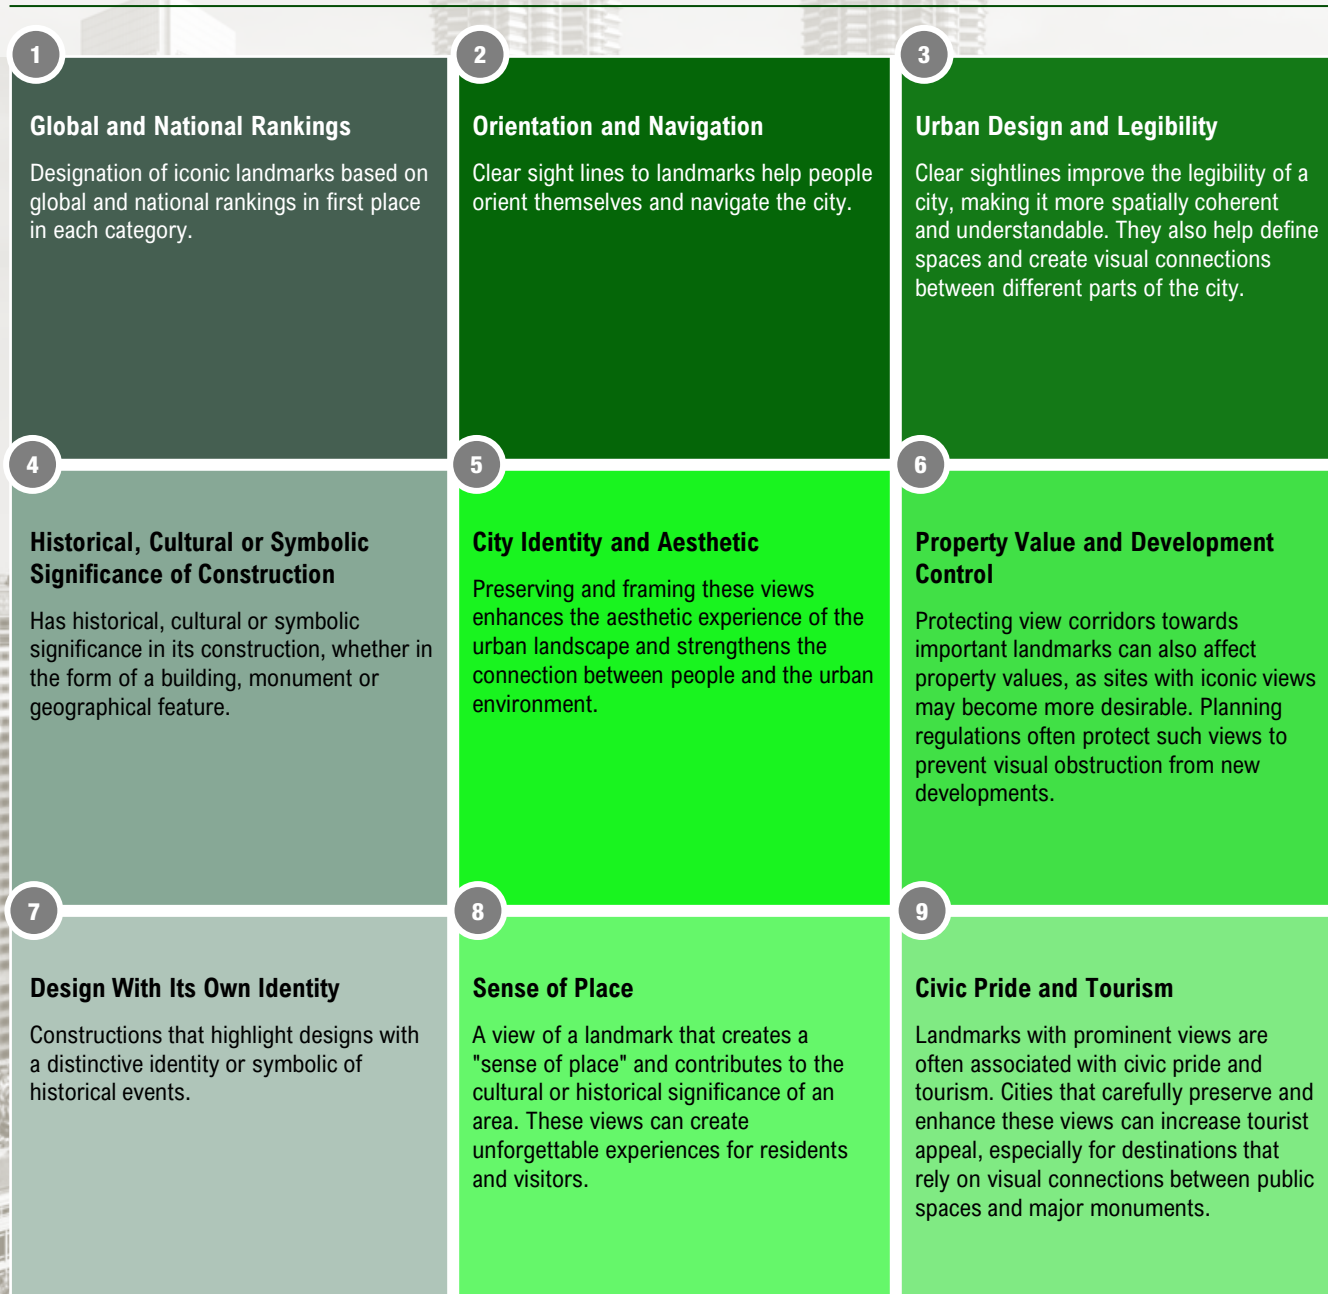 1
Global and National Rankings
Designation of iconic landmarks based on
global and national rankings in first place
in each category.
2
Orientation and Navigation
Clear sight lines to landmarks help people
orient themselves and navigate the city.
3
Urban Design and Legibility
Clear sightlines improve the legibility of a
city, making it more spatially coherent
and understandable. They also help define
spaces and create visual connections
between different parts of the city.
4
Historical, Cultural or Symbolic
Significance of Construction
Has historical, cultural or symbolic
significance in its construction, whether in
the form of a building, monument or
geographical feature.
5
City Identity and Aesthetic
Preserving and framing these views
enhances the aesthetic experience of the
urban landscape and strengthens the
connection between people and the urban
environment.
6
Property Value and Development
Control
Protecting view corridors towards
important landmarks can also affect
property values, as sites with iconic views
may become more desirable. Planning
regulations often protect such views to
prevent visual obstruction from new
developments.
7
Design With Its Own Identity
Constructions that highlight designs with
a distinctive identity or symbolic of
historical events.
8
Sense of Place
A view of a landmark that creates a
"sense of place" and contributes to the
cultural or historical significance of an
area. These views can create
unforgettable experiences for residents
and visitors.
9
Civic Pride and Tourism
Landmarks with prominent views are
often associated with civic pride and
tourism. Cities that carefully preserve and
enhance these views can increase tourist
appeal, especially for destinations that
rely on visual connections between public
spaces and major monuments.